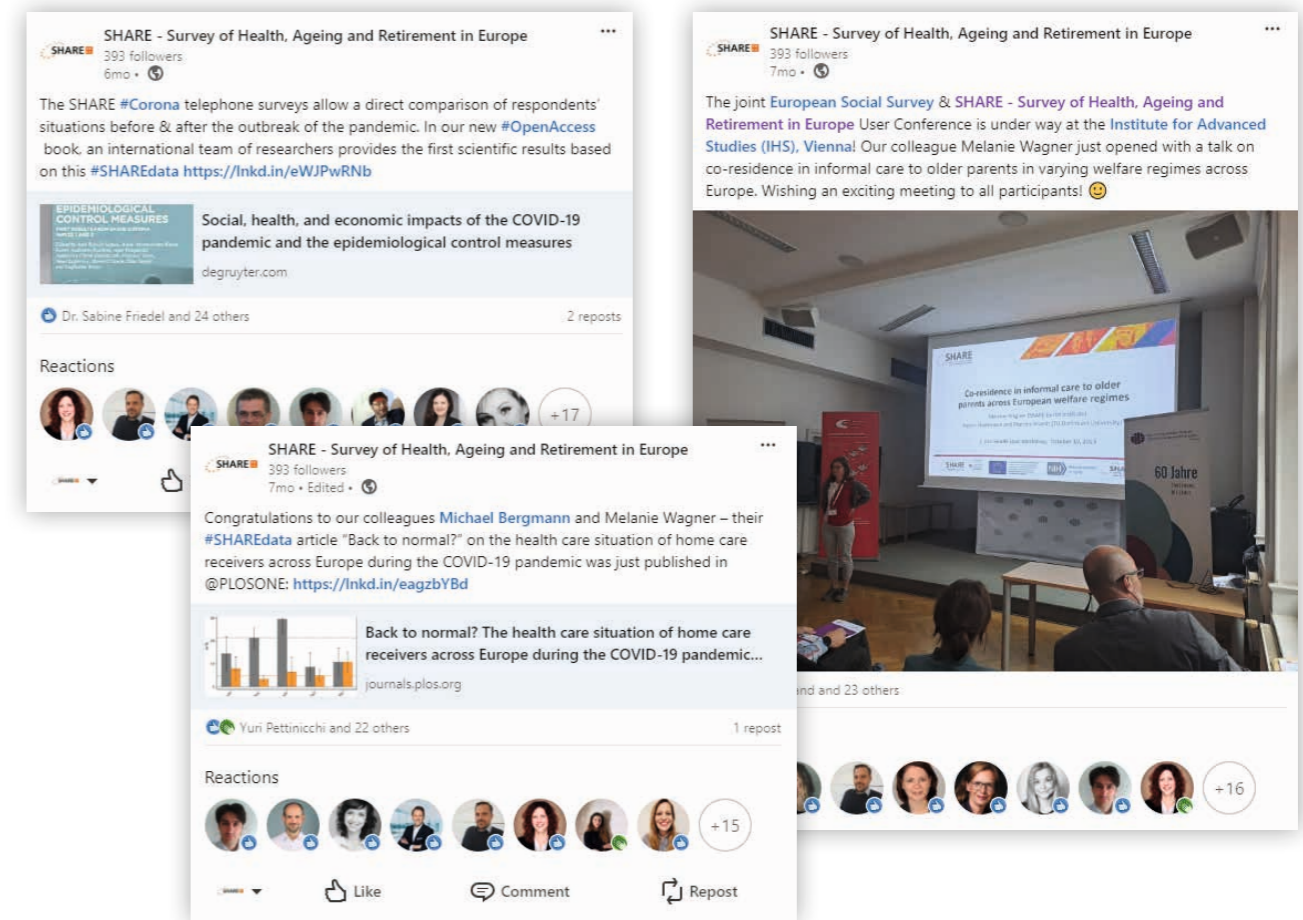 SHARE - Survey of Health, Ageing and Retirement in Europe
SHARE
393 followers
6mo •
The SHARE #Corona telephone surveys allow a direct comparison of respondents'
situations before & after the outbreak of the pandemic. In our new #OpenAccess
book, an international team of researchers provides the first scientific results based
on this #SHAREdata https://lnkd.in/eWJPwRNb
EPIDEMIOLOGICAL
CONTROL MEASURES
Social, health, and economic impacts of the COVID-19
pandemic and the epidemiological control measures
degruyter.com
Dr. Sabine Friedel and 24 others
2 reposts
Reactions
+17
SHARE - Survey of Health, Ageing and Retirement in Europe
SHARE
393 followers
7mo •
The joint European Social Survey & SHARE - Survey of Health, Ageing and
Retirement in Europe User Conference is under way at the Institute for Advanced
Studies (IHS), Vienna! Our colleague Melanie Wagner just opened with a talk on
co-residence in informal care to older parents in varying welfare regimes across
Europe. Wishing an exciting meeting to all participants!
SHARE
Co-residence in informal care to older
parents across European welfare regimes
SHARE
NIH
60 Jahre
nd and 23 others
+16
SHARE - Survey of Health, Ageing and Retirement in Europe
SHARE
393 followers
7mo • Edited •
Congratulations to our colleagues Michael Bergmann and Melanie Wagner – their
#SHAREdata article "Back to normal?" on the health care situation of home care
receivers across Europe during the COVID-19 pandemic was just published in
@PLOSONE: https://lnkd.in/eagzbYBd
Back to normal? The health care situation of home care
receivers across Europe during the COVID-19 pandemic...
journals.plos.org
Yuri Pettinicchi and 22 others
1 repost
Reactions
+15
Like
Comment
Repost